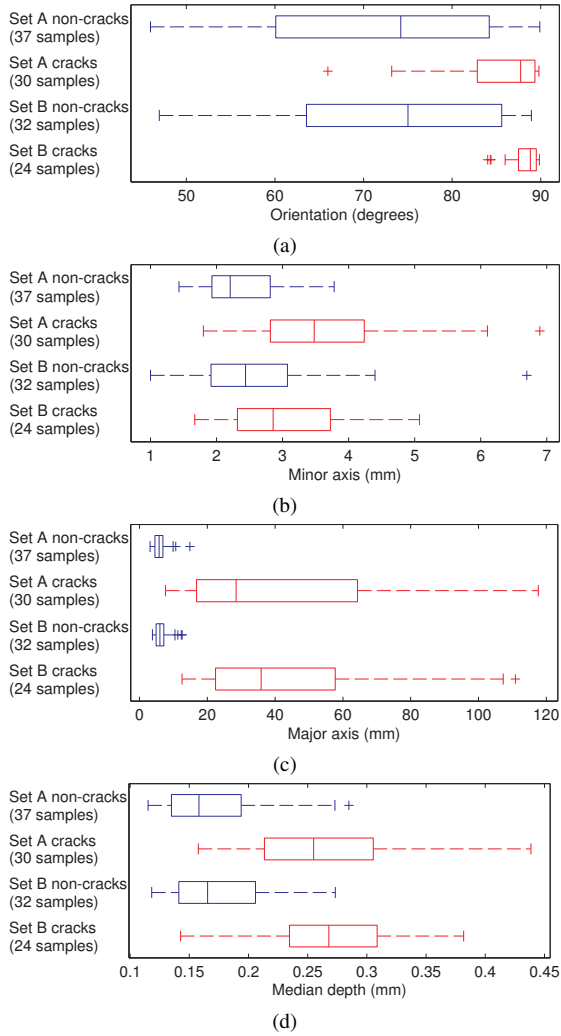 Set A non-cracks
(37 samples)
Set A cracks
(30 samples)
Set B non-cracks
(32 samples)
Set B cracks
(24 samples)
50 60 70 80 90
Orientation (degrees)
(a)
Set A non-cracks
(37 samples)
Set A cracks
(30 samples)
Set B non-cracks
(32 samples)
Set B cracks
(24 samples)
1 2 3 4 5 6 7
Minor axis (mm)
(b)
Set A non-cracks
(37 samples)
Set A cracks
(30 samples)
Set B non-cracks
(32 samples)
Set B cracks
(24 samples)
0 20 40 60 80 100 120
Major axis (mm)
(c)
Set A non-cracks
(37 samples)
Set A cracks
(30 samples)
Set B non-cracks
(32 samples)
Set B cracks
(24 samples)
0.1 0.15 0.2 0.25 0.3 0.35 0.4 0.45
Median depth (mm)
(d)